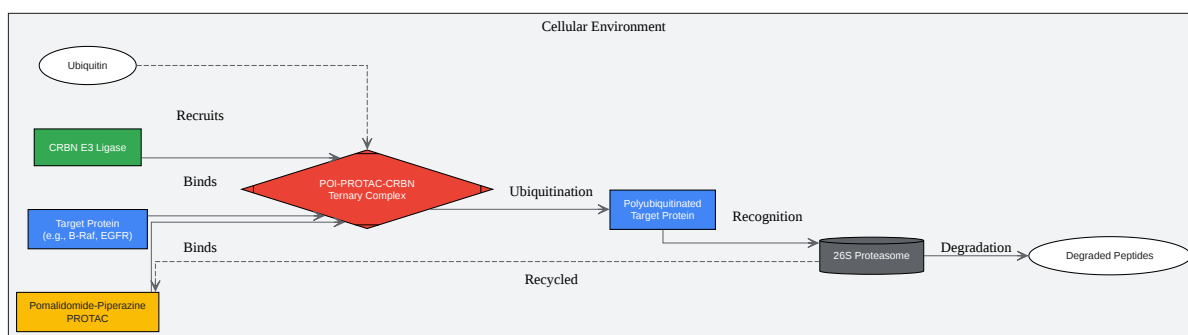 Cellular Environment
Ubiquitin
Recruits
CRBN E3 Ligase
Binds
POI-PROTAC-CRBN
Ternary Complex
Ubiquitination
Polyubiquitinated
Target Protein
Recognition
Target Protein
(e.g., B-Raf, EGFR)
Binds
26S Proteasome
Degradation
Degraded Peptides
Recycled
Pomalidomide-Piperazine
PROTAC